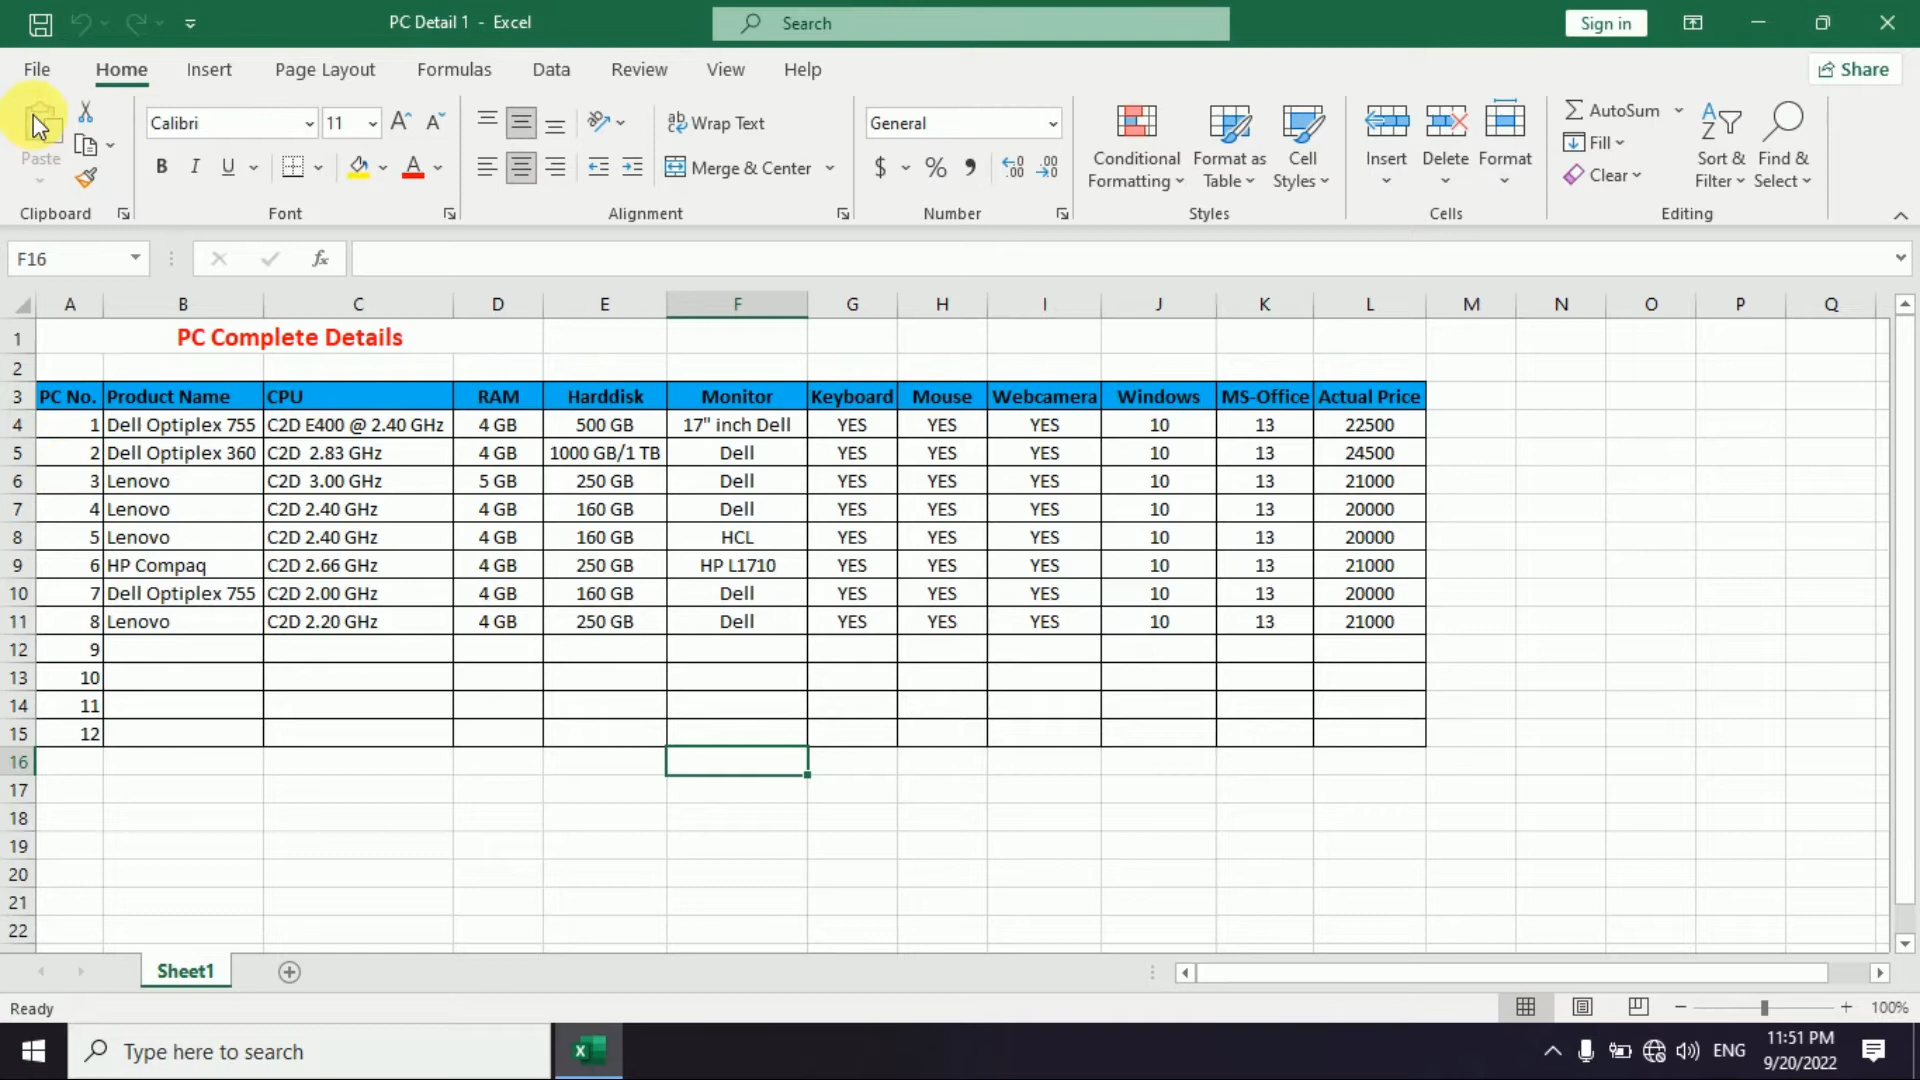 PC Detail 1 - Excel
Search
Sign in
File Home Insert Page Layout Formulas Data Review View Help
Share
Paste
Clipboard
Calibri 11
B I U
Font
Wrap Text
Merge & Center
Alignment
General
$ % ,
Number
Conditional Formatting
Format as Table
Cell Styles
Styles
Insert Delete Format
Cells
AutoSum
Fill
Clear
Sort & Filter
Find & Select
Editing
F16 fx
A B C D E F G H I J K L M N O P Q
1 PC Complete Details
2
3 PC No. Product Name CPU RAM Harddisk Monitor Keyboard Mouse Webcamera Windows MS-Office Actual Price
4 1 Dell Optiplex 755 C2D E400 @ 2.40 GHz 4 GB 500 GB 17" inch Dell YES YES YES 10 13 22500
5 2 Dell Optiplex 360 C2D 2.83 GHz 4 GB 1000 GB/1 TB Dell YES YES YES 10 13 24500
6 3 Lenovo C2D 3.00 GHz 5 GB 250 GB Dell YES YES YES 10 13 21000
7 4 Lenovo C2D 2.40 GHz 4 GB 160 GB Dell YES YES YES 10 13 20000
8 5 Lenovo C2D 2.40 GHz 4 GB 160 GB HCL YES YES YES 10 13 20000
9 6 HP Compaq C2D 2.66 GHz 4 GB 250 GB HP L1710 YES YES YES 10 13 21000
10 7 Dell Optiplex 755 C2D 2.00 GHz 4 GB 160 GB Dell YES YES YES 10 13 20000
11 8 Lenovo C2D 2.20 GHz 4 GB 250 GB Dell YES YES YES 10 13 21000
12 9
13 10
14 11
15 12
16
17
18
19
20
21
22
Sheet1
Ready
100%
Type here to search
ENG
11:51 PM
9/20/2022